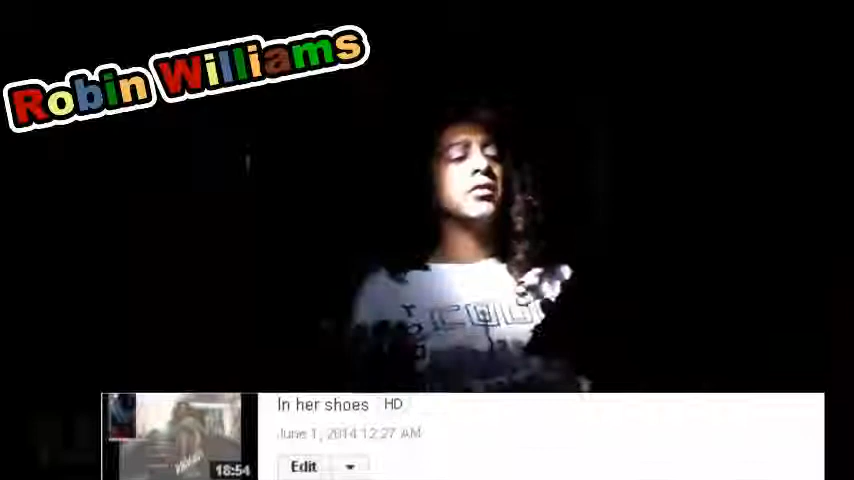 Robin Williams
In her shoes HD
June 1, 2014 12:27 AM
18:54
Edit